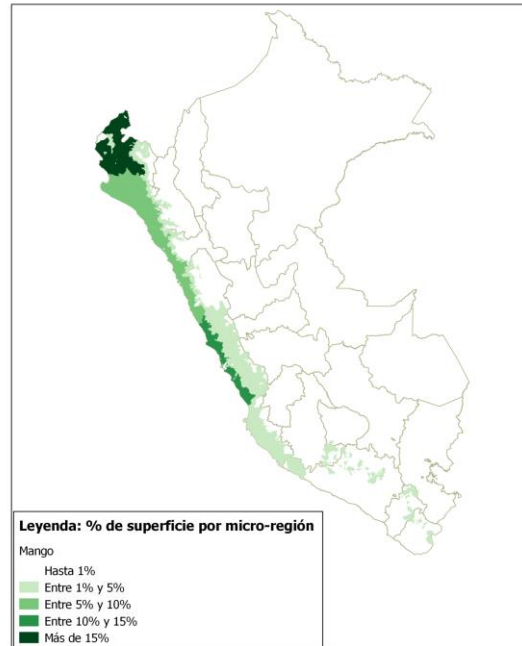 Leyenda: % de superficie por micro-región
Mango
Hasta 1%
Entre 1% y 5%
Entre 5% y 10%
Entre 10% y 15%
Más de 15%